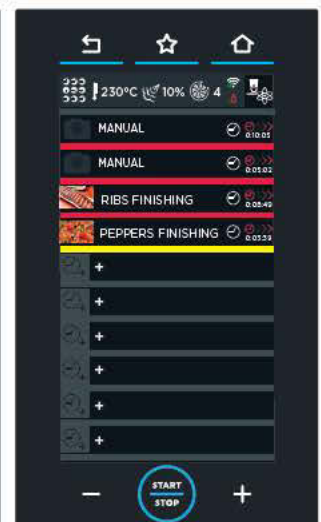 230°C 10% 4
MANUAL
0:10:05
MANUAL
0:05:02
RIBS FINISHING
0:05:49
PEPPERS FINISHING
0:03:39
+
+
+
+
+
+
− START +
STOP